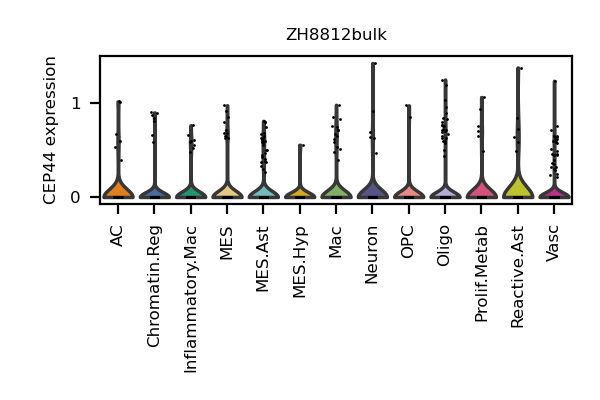 ZH8812bulk
CEP44 expression
1
0
AC
Chromatin.Reg
Inflammatory.Mac
MES
MES.Ast
MES.Hyp
Mac
Neuron
OPC
Oligo
Prolif.Metab
Reactive.Ast
Vasc